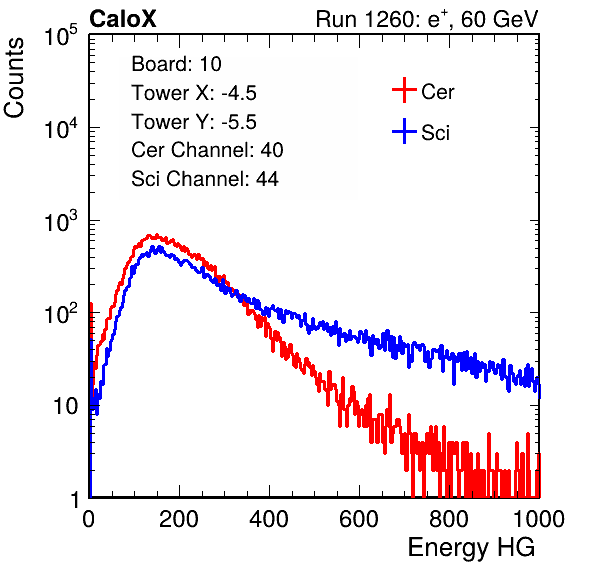 CaloX Run 1260: e⁺, 60 GeV
Counts
10⁵
10⁴
10³
10²
10
1
Board: 10
Tower X: -4.5
Tower Y: -5.5
Cer Channel: 40
Sci Channel: 44
Cer
Sci
0 200 400 600 800 1000
Energy HG